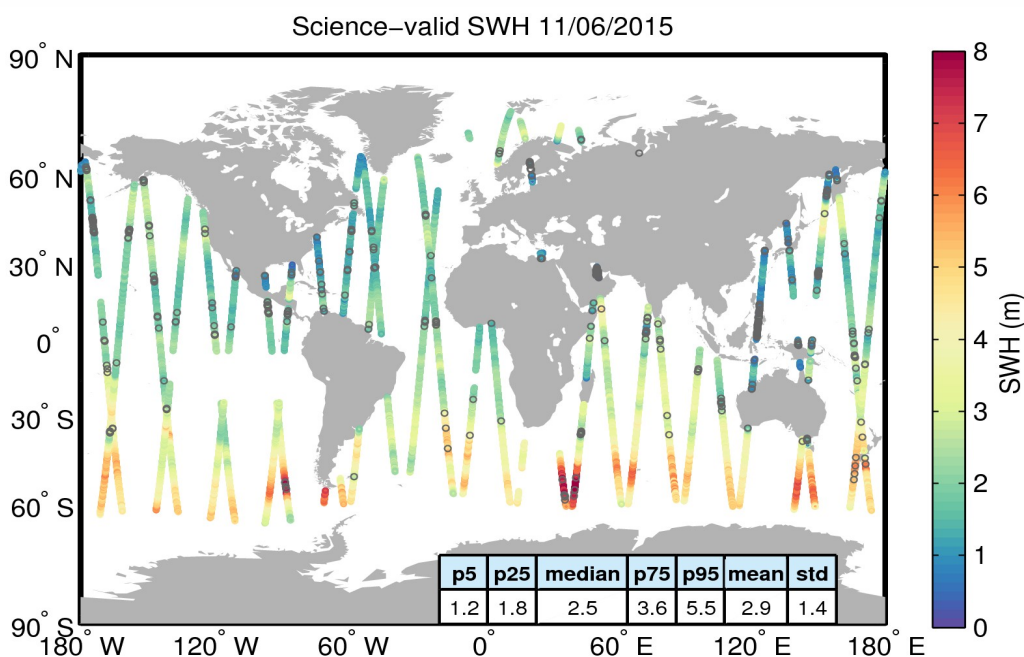 Science−valid SWH 11/06/2015
90° N
60° N
30° N
0°
30° S
60° S
90° S
180° W
120° W
60° W
0°
60° E
120° E
180° E
p5 p25 median p75 p95 mean std
1.2 1.8 2.5 3.6 5.5 2.9 1.4
8
7
6
5
4
3
2
1
0
SWH (m)